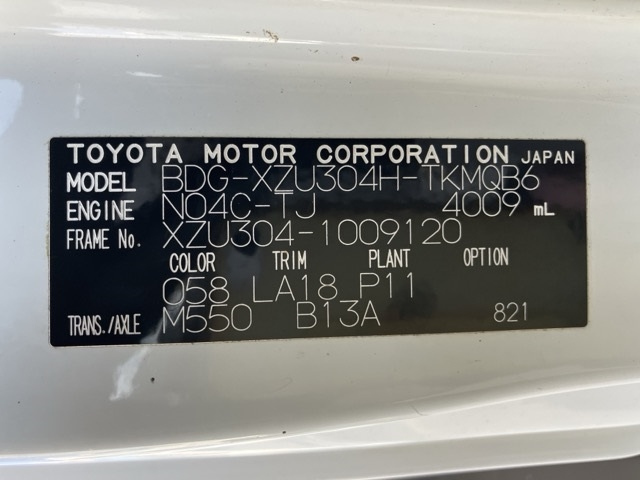 TOYOTA MOTOR CORPORATION JAPAN
MODEL BDG-XZU304H-TKMQB6
ENGINE N04C-TJ 4009 mL
FRAME No. XZU304-1009120
COLOR TRIM PLANT OPTION
058 LA18 P11
TRANS./AXLE M550 B13A 821